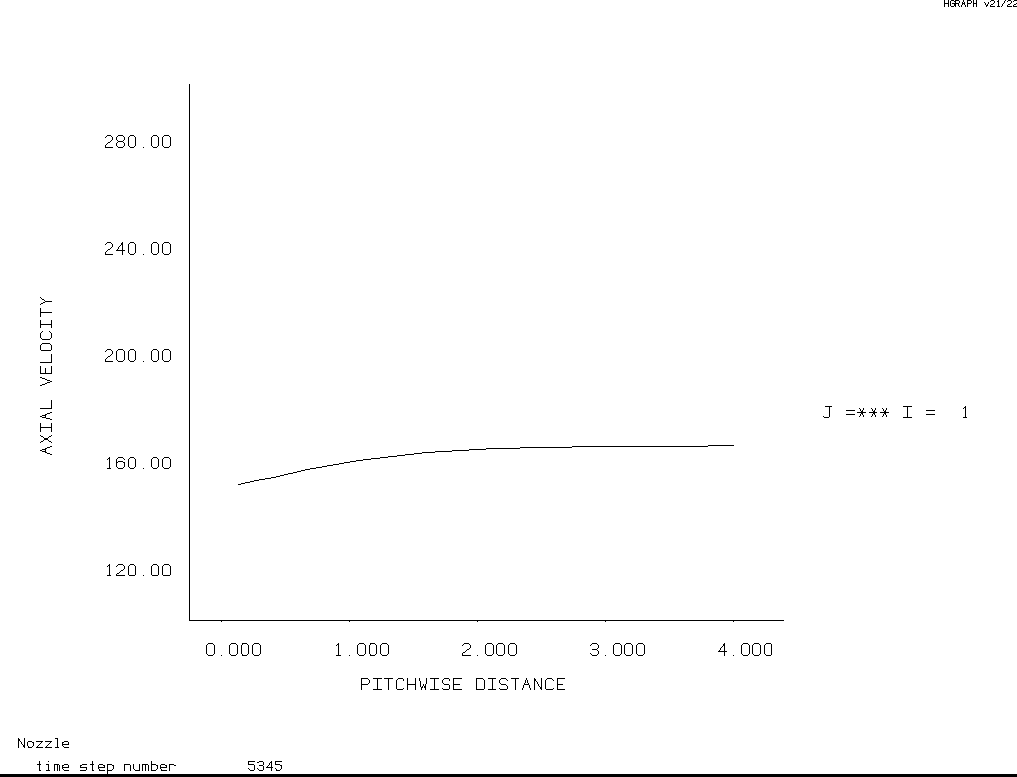 HGRAPH v21/22
280.00
240.00
200.00
160.00
120.00
AXIAL VELOCITY
J =*** I = 1
0.000 1.000 2.000 3.000 4.000
PITCHWISE DISTANCE
Nozzle
time step number 5345